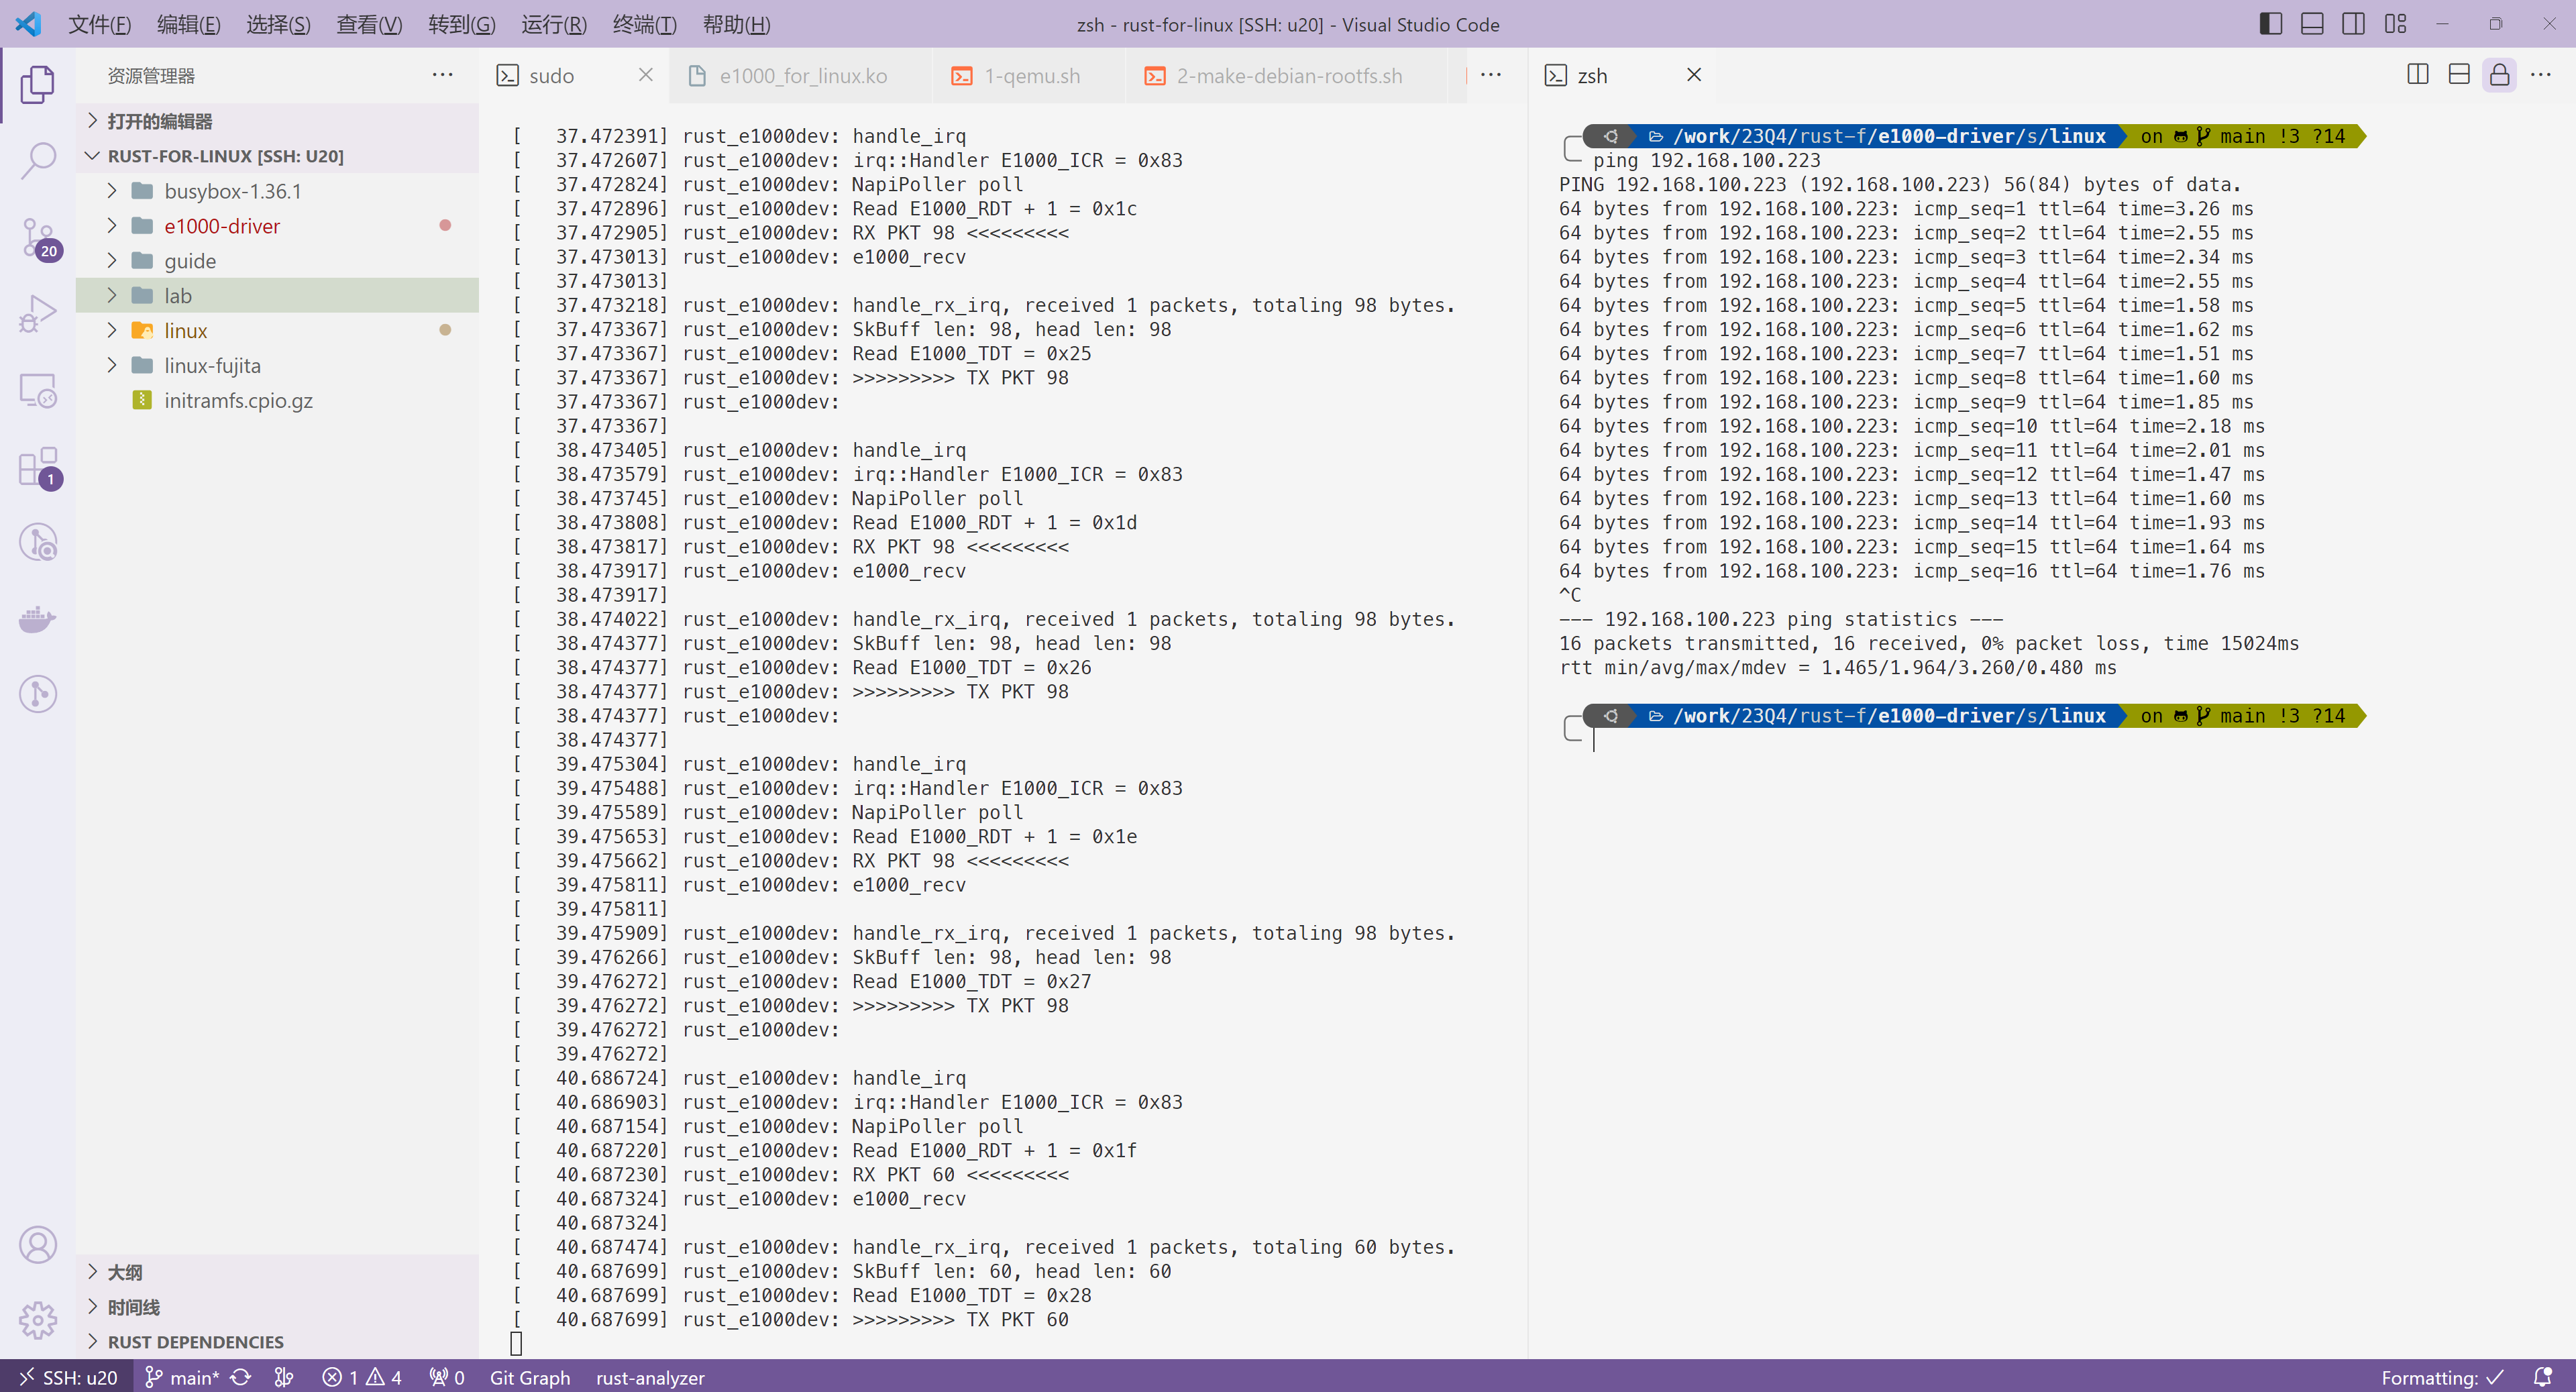 文件(F) 编辑(E) 选择(S) 查看(V) 转到(G) 运行(R) 终端(T) 帮助(H) zsh - rust-for-linux [SSH: u20] - Visual Studio Code
资源管理器
打开的编辑器
RUST-FOR-LINUX [SSH: U20]
busybox-1.36.1
e1000-driver
guide
lab
linux
linux-fujita
initramfs.cpio.gz
大纲
时间线
RUST DEPENDENCIES
20
1
sudo e1000_for_linux.ko 1-qemu.sh 2-make-debian-rootfs.sh
[ 37.472391] rust_e1000dev: handle_irq
[ 37.472607] rust_e1000dev: irq::Handler E1000_ICR = 0x83
[ 37.472824] rust_e1000dev: NapiPoller poll
[ 37.472896] rust_e1000dev: Read E1000_RDT + 1 = 0x1c
[ 37.472905] rust_e1000dev: RX PKT 98 <<<<<<<<<
[ 37.473013] rust_e1000dev: e1000_recv
[ 37.473013]
[ 37.473218] rust_e1000dev: handle_rx_irq, received 1 packets, totaling 98 bytes.
[ 37.473367] rust_e1000dev: SkBuff len: 98, head len: 98
[ 37.473367] rust_e1000dev: Read E1000_TDT = 0x25
[ 37.473367] rust_e1000dev: >>>>>>>>> TX PKT 98
[ 37.473367] rust_e1000dev:
[ 37.473367]
[ 38.473405] rust_e1000dev: handle_irq
[ 38.473579] rust_e1000dev: irq::Handler E1000_ICR = 0x83
[ 38.473745] rust_e1000dev: NapiPoller poll
[ 38.473808] rust_e1000dev: Read E1000_RDT + 1 = 0x1d
[ 38.473817] rust_e1000dev: RX PKT 98 <<<<<<<<<
[ 38.473917] rust_e1000dev: e1000_recv
[ 38.473917]
[ 38.474022] rust_e1000dev: handle_rx_irq, received 1 packets, totaling 98 bytes.
[ 38.474377] rust_e1000dev: SkBuff len: 98, head len: 98
[ 38.474377] rust_e1000dev: Read E1000_TDT = 0x26
[ 38.474377] rust_e1000dev: >>>>>>>>> TX PKT 98
[ 38.474377] rust_e1000dev:
[ 38.474377]
[ 39.475304] rust_e1000dev: handle_irq
[ 39.475488] rust_e1000dev: irq::Handler E1000_ICR = 0x83
[ 39.475589] rust_e1000dev: NapiPoller poll
[ 39.475653] rust_e1000dev: Read E1000_RDT + 1 = 0x1e
[ 39.475662] rust_e1000dev: RX PKT 98 <<<<<<<<<
[ 39.475811] rust_e1000dev: e1000_recv
[ 39.475811]
[ 39.475909] rust_e1000dev: handle_rx_irq, received 1 packets, totaling 98 bytes.
[ 39.476266] rust_e1000dev: SkBuff len: 98, head len: 98
[ 39.476272] rust_e1000dev: Read E1000_TDT = 0x27
[ 39.476272] rust_e1000dev: >>>>>>>>> TX PKT 98
[ 39.476272] rust_e1000dev:
[ 39.476272]
[ 40.686724] rust_e1000dev: handle_irq
[ 40.686903] rust_e1000dev: irq::Handler E1000_ICR = 0x83
[ 40.687154] rust_e1000dev: NapiPoller poll
[ 40.687220] rust_e1000dev: Read E1000_RDT + 1 = 0x1f
[ 40.687230] rust_e1000dev: RX PKT 60 <<<<<<<<<
[ 40.687324] rust_e1000dev: e1000_recv
[ 40.687324]
[ 40.687474] rust_e1000dev: handle_rx_irq, received 1 packets, totaling 60 bytes.
[ 40.687699] rust_e1000dev: SkBuff len: 60, head len: 60
[ 40.687699] rust_e1000dev: Read E1000_TDT = 0x28
[ 40.687699] rust_e1000dev: >>>>>>>>> TX PKT 60
zsh
/work/23Q4/rust-f/e1000-driver/s/linux on main !3 ?14
ping 192.168.100.223
PING 192.168.100.223 (192.168.100.223) 56(84) bytes of data.
64 bytes from 192.168.100.223: icmp_seq=1 ttl=64 time=3.26 ms
64 bytes from 192.168.100.223: icmp_seq=2 ttl=64 time=2.55 ms
64 bytes from 192.168.100.223: icmp_seq=3 ttl=64 time=2.34 ms
64 bytes from 192.168.100.223: icmp_seq=4 ttl=64 time=2.55 ms
64 bytes from 192.168.100.223: icmp_seq=5 ttl=64 time=1.58 ms
64 bytes from 192.168.100.223: icmp_seq=6 ttl=64 time=1.62 ms
64 bytes from 192.168.100.223: icmp_seq=7 ttl=64 time=1.51 ms
64 bytes from 192.168.100.223: icmp_seq=8 ttl=64 time=1.60 ms
64 bytes from 192.168.100.223: icmp_seq=9 ttl=64 time=1.85 ms
64 bytes from 192.168.100.223: icmp_seq=10 ttl=64 time=2.18 ms
64 bytes from 192.168.100.223: icmp_seq=11 ttl=64 time=2.01 ms
64 bytes from 192.168.100.223: icmp_seq=12 ttl=64 time=1.47 ms
64 bytes from 192.168.100.223: icmp_seq=13 ttl=64 time=1.60 ms
64 bytes from 192.168.100.223: icmp_seq=14 ttl=64 time=1.93 ms
64 bytes from 192.168.100.223: icmp_seq=15 ttl=64 time=1.64 ms
64 bytes from 192.168.100.223: icmp_seq=16 ttl=64 time=1.76 ms
^C
--- 192.168.100.223 ping statistics ---
16 packets transmitted, 16 received, 0% packet loss, time 15024ms
rtt min/avg/max/mdev = 1.465/1.964/3.260/0.480 ms
/work/23Q4/rust-f/e1000-driver/s/linux on main !3 ?14
SSH: u20 main* 1 4 0 Git Graph rust-analyzer Formatting: ✓